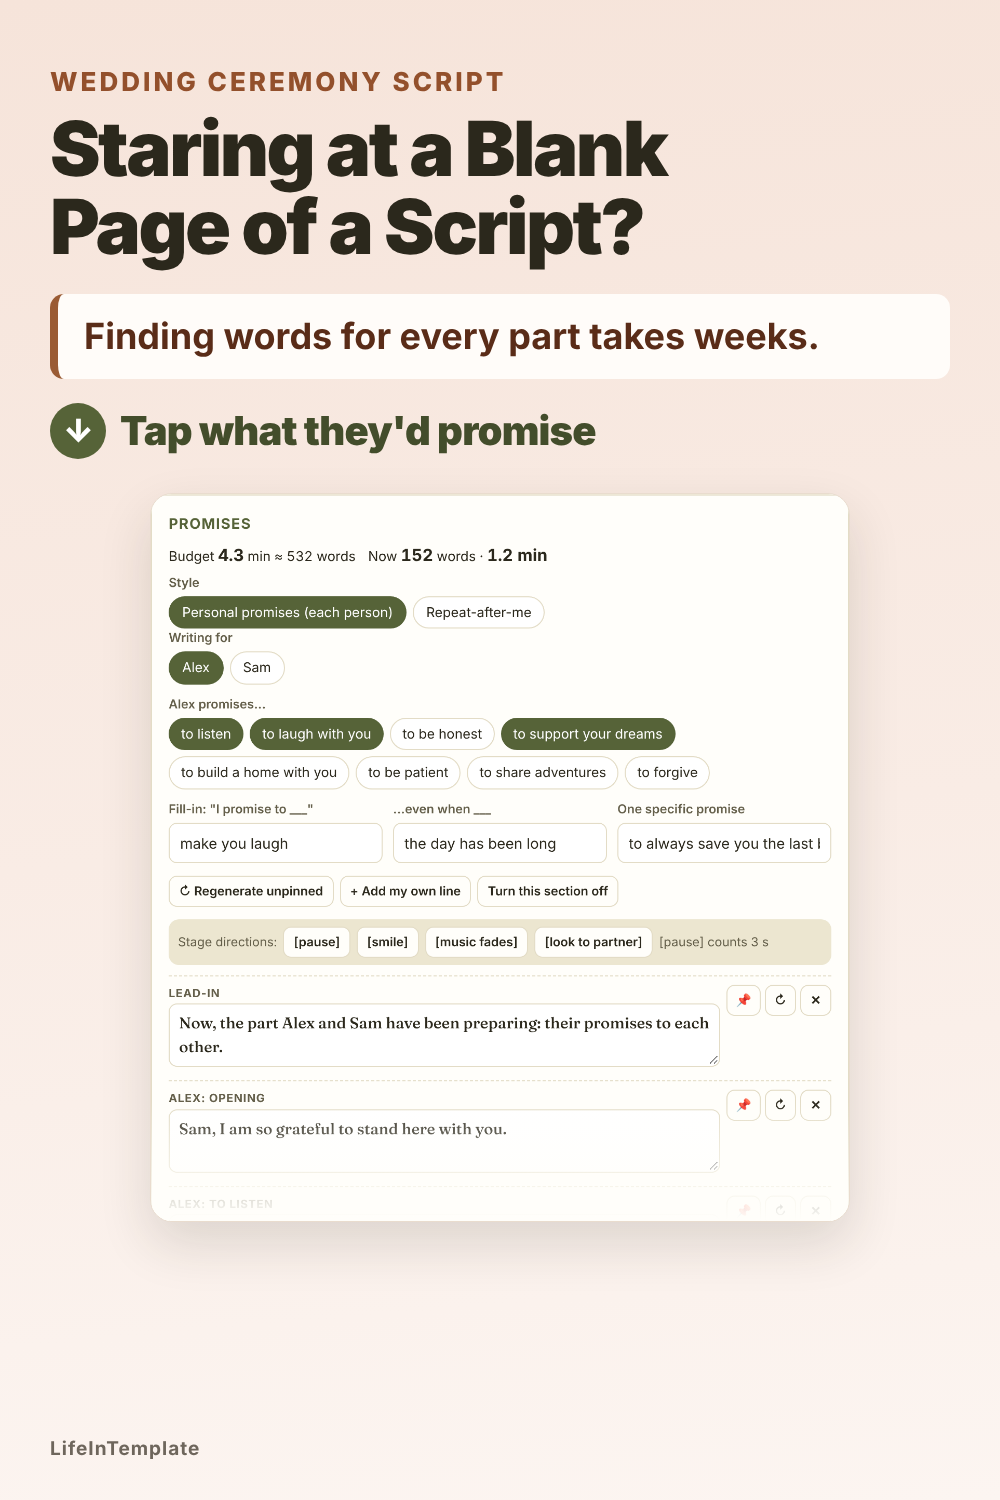 WEDDING CEREMONY SCRIPT
Staring at a Blank
Page of a Script?
Finding words for every part takes weeks.
Tap what they'd promise
PROMISES
Budget 4.3 min ≈ 532 words Now 152 words · 1.2 min
Style
Personal promises (each person) Repeat-after-me
Writing for
Alex Sam
Alex promises...
to listen to laugh with you to be honest to support your dreams
to build a home with you to be patient to share adventures to forgive
Fill-in: "I promise to ___" ...even when ___ One specific promise
make you laugh the day has been long to always save you the last
↻ Regenerate unpinned + Add my own line Turn this section off
Stage directions: [pause] [smile] [music fades] [look to partner] [pause] counts 3 s
LEAD-IN
Now, the part Alex and Sam have been preparing: their promises to each
other.
ALEX: OPENING
Sam, I am so grateful to stand here with you.
ALEX: TO LISTEN
LifeInTemplate